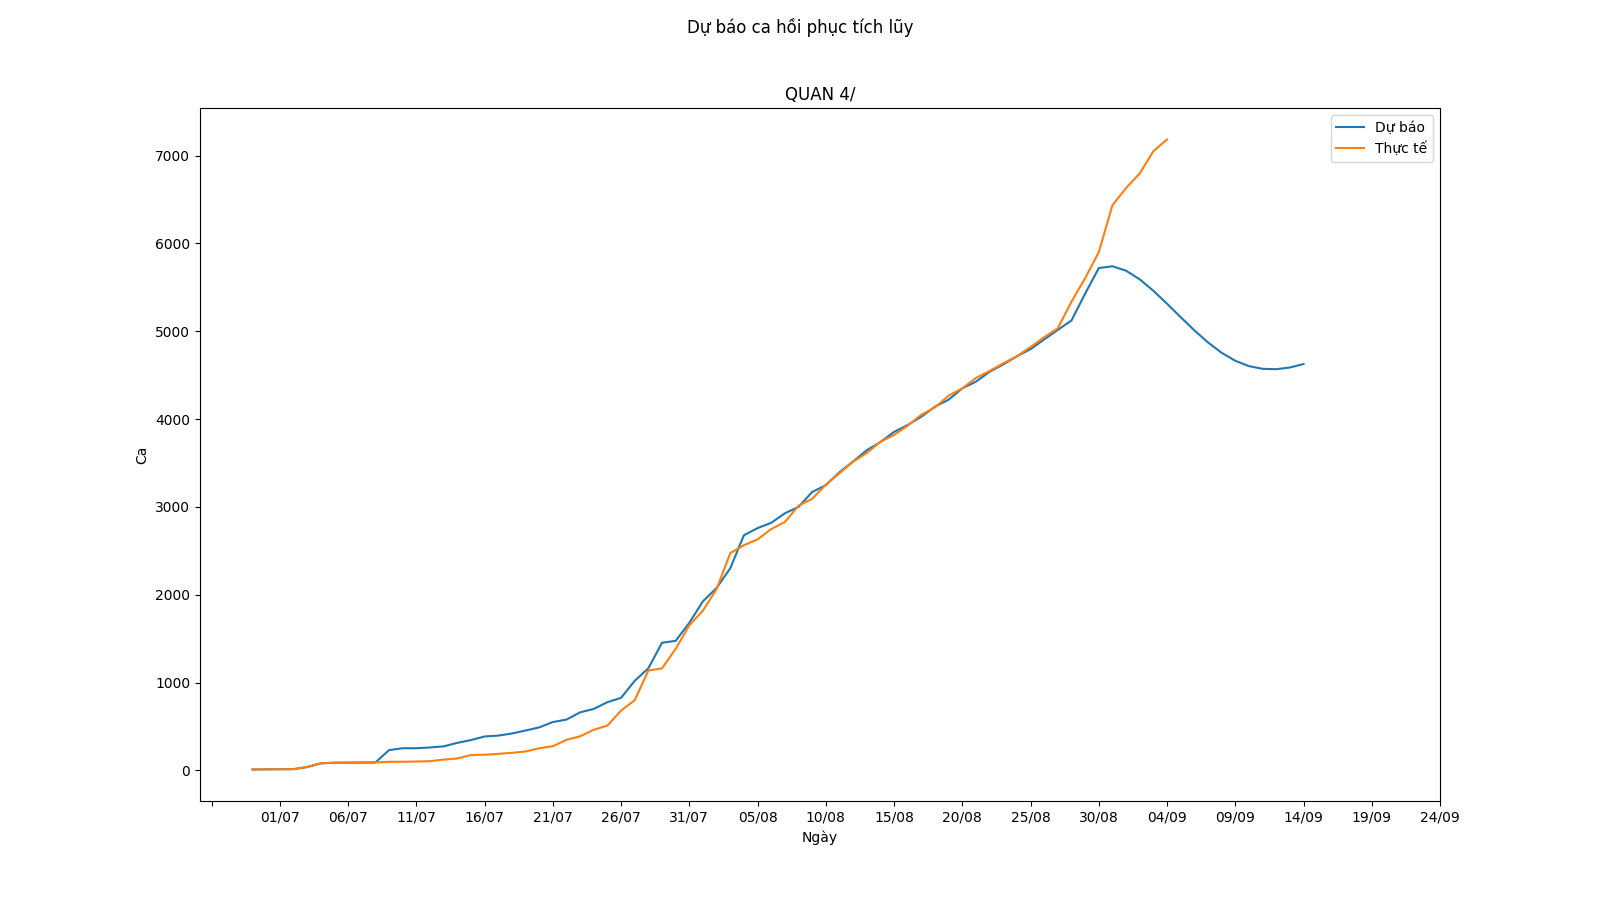 Dự báo ca hồi phục tích lũy
QUAN 4/
Dự báo
Thực tế
7000
6000
5000
4000
3000
2000
1000
0
Ca
01/07 06/07 11/07 16/07 21/07 26/07 31/07 05/08 10/08 15/08 20/08 25/08 30/08 04/09 09/09 14/09 19/09 24/09
Ngày